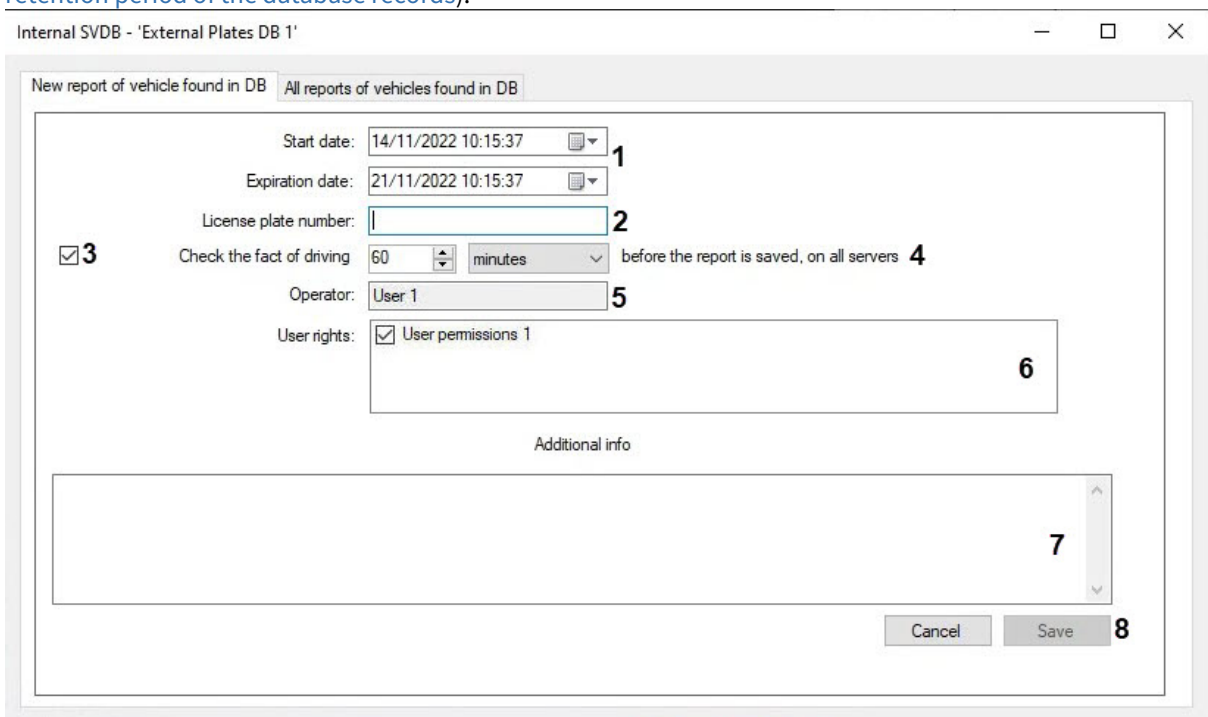 retention period of the database records).
Internal SVDB - 'External Plates DB 1'
New report of vehicle found in DB All reports of vehicles found in DB
Start date: 14/11/2022 10:15:37 1
Expiration date: 21/11/2022 10:15:37
License plate number: 2
3 Check the fact of driving 60 minutes before the report is saved, on all servers 4
Operator: User 1 5
User rights: User permissions 1
6
Additional info
7
Cancel Save 8